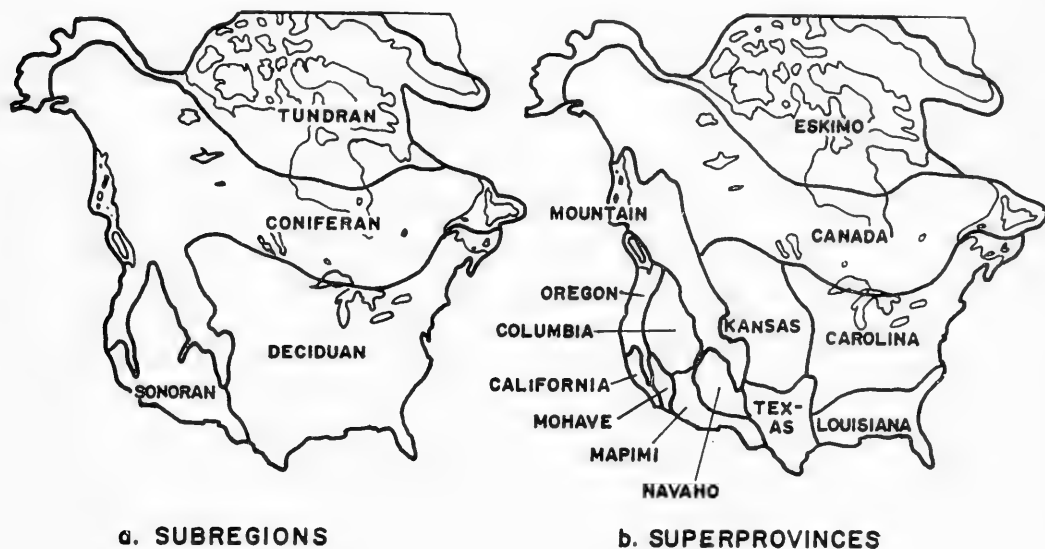 TUNDRAN
CONIFERAN
DECIDUAN
SONORAN
a. SUBREGIONS
ESKIMO
MOUNTAIN
CANADA
OREGON
COLUMBIA
KANSAS
CAROLINA
CALIFORNIA
MOHAVE
TEX-
AS
LOUISIANA
MAPIMI
NAVAHO
b. SUPERPROVINCES